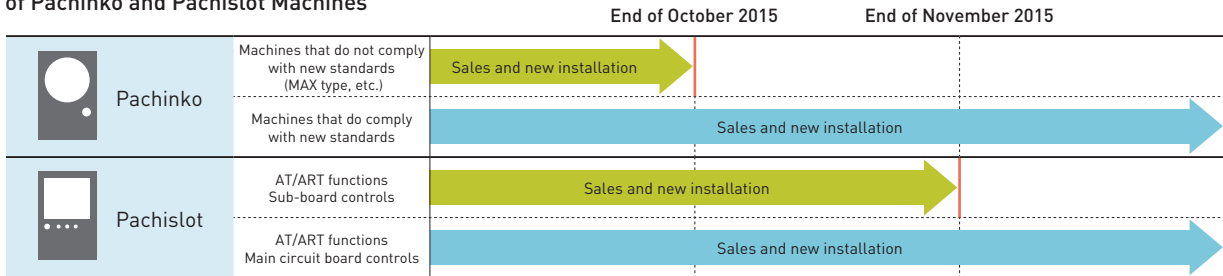 of Pachinko and Pachislot Machines
End of October 2015
End of November 2015
Pachinko
Machines that do not comply
with new standards
(MAX type, etc.)
Sales and new installation
Machines that do comply
with new standards
Sales and new installation
Pachislot
AT/ART functions
Sub-board controls
Sales and new installation
AT/ART functions
Main circuit board controls
Sales and new installation